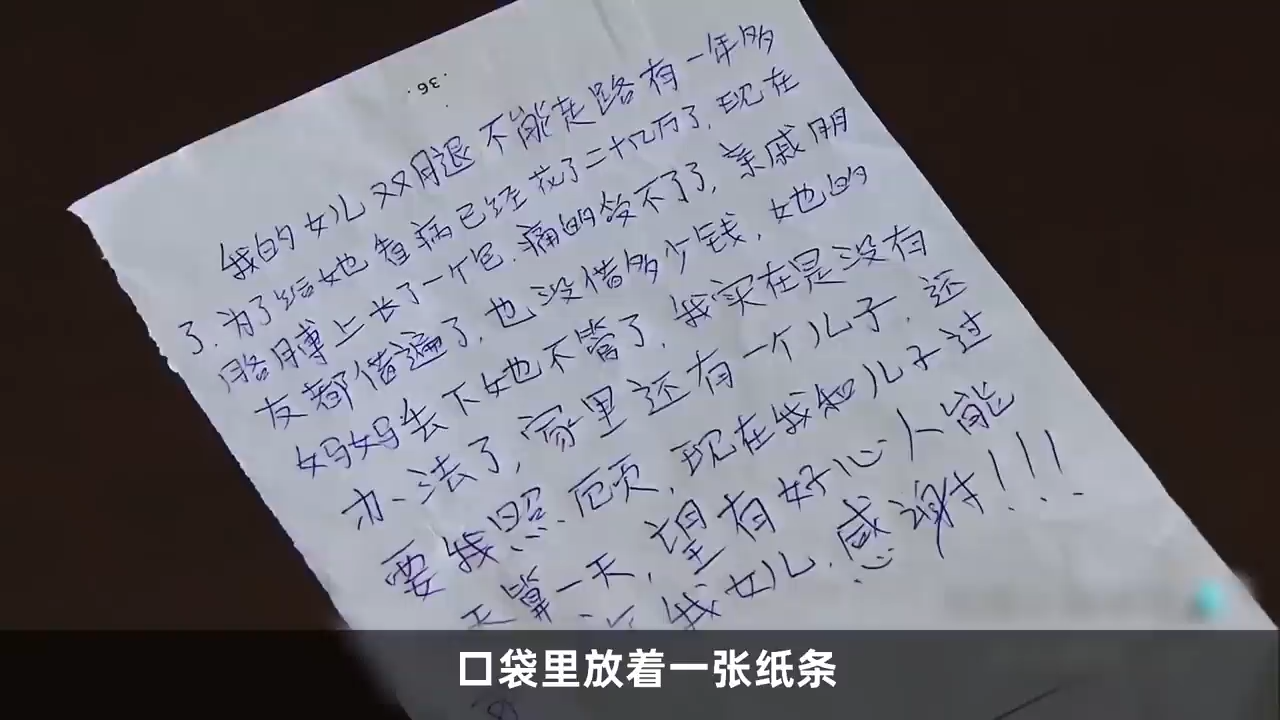 36
我的女儿双腿不能走路有一年多
了.为了给她看病已经花了二十几万了.现在
胳膊上长了一个包.痛的受不了了.亲戚朋
友都借遍了.也没借多少钱.她的
妈妈丢下她也不管了.我实在是没有
办法了,家里还有一个儿子.还
要我照顾.现在我和儿子过
天算一天.望有好心人能
我女儿.感谢!!!
口袋里放着一张纸条